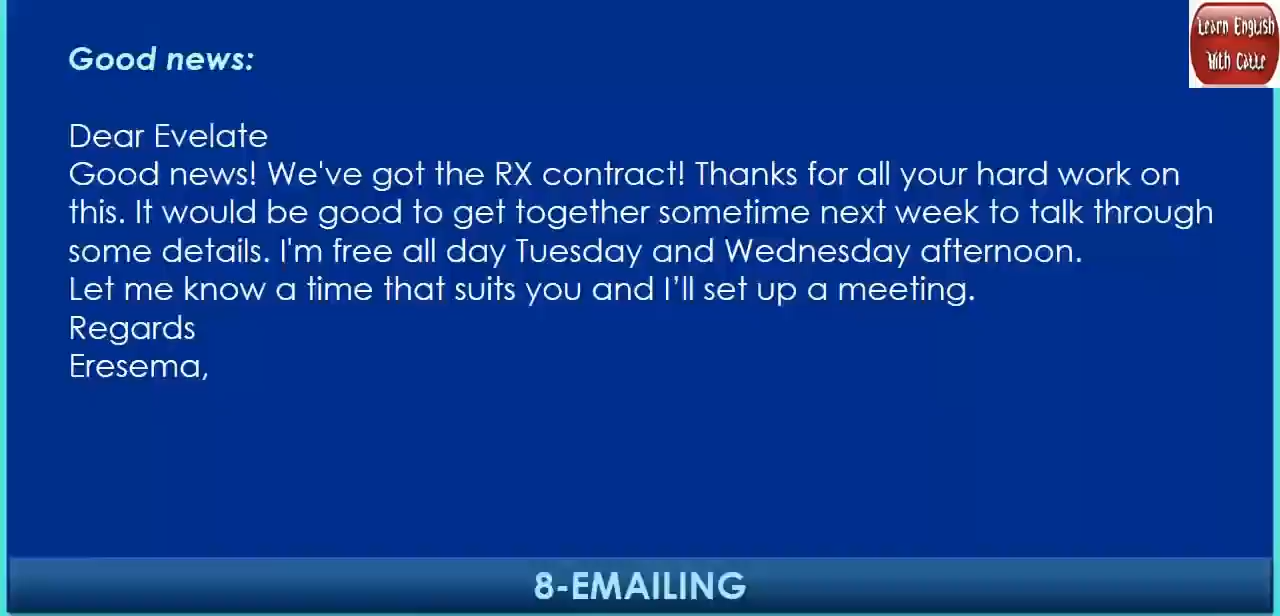 Learn English
With Catte
Good news:
Dear Evelate
Good news! We've got the RX contract! Thanks for all your hard work on
this. It would be good to get together sometime next week to talk through
some details. I'm free all day Tuesday and Wednesday afternoon.
Let me know a time that suits you and I’ll set up a meeting.
Regards
Eresema,
8-EMAILING